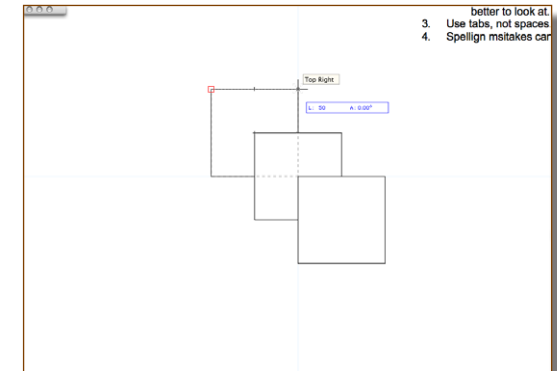 better to look at.
3. Use tabs, not spaces
4. Spellign msitakes car
Top Right
L: 50 A: 0.00°